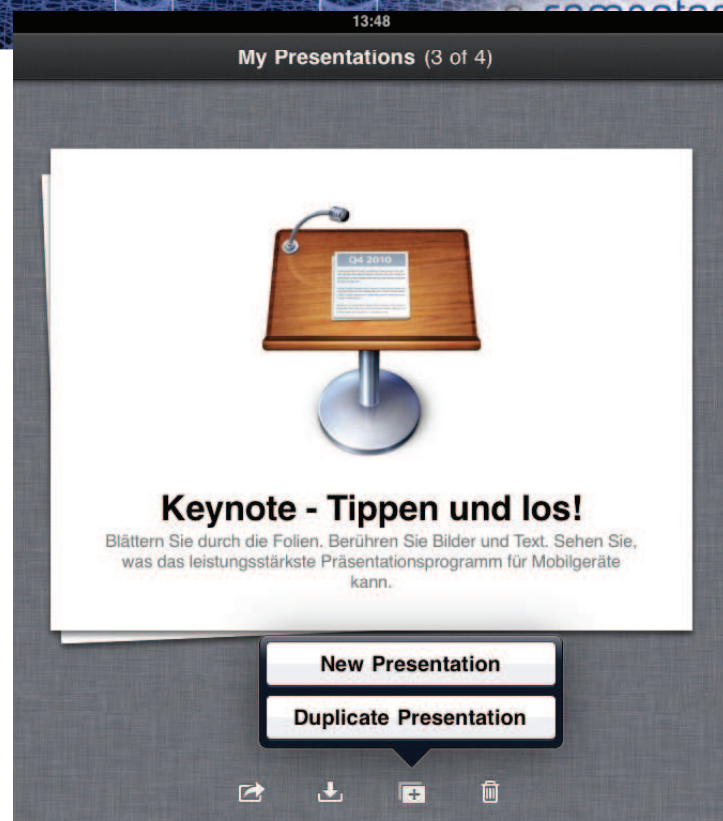 13:48
My Presentations (3 of 4)
Q4 2010
Keynote - Tippen und los!
Blättern Sie durch die Folien. Berühren Sie Bilder und Text. Sehen Sie,
was das leistungsstärkste Präsentationsprogramm für Mobilgeräte
kann.
New Presentation
Duplicate Presentation